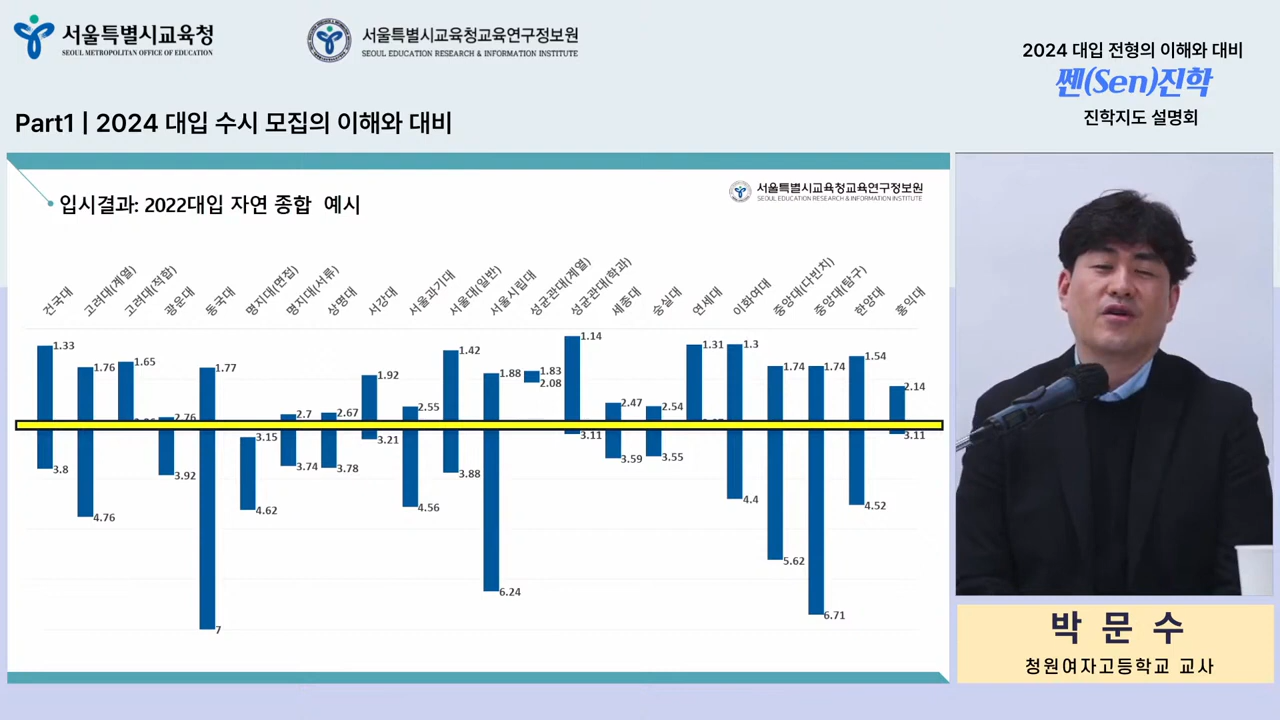 서울특별시교육청
SEOUL METROPOLITAN OFFICE OF EDUCATION
서울특별시교육청교육연구정보원
SEOUL EDUCATION RESEARCH & INFORMATION INSTITUTE
2024 대입 전형의 이해와 대비
쎈(Sen)진학
진학지도 설명회
Part1 | 2024 대입 수시 모집의 이해와 대비
입시결과: 2022대입 자연 종합 예시
서울특별시교육청교육연구정보원
SEOUL EDUCATION RESEARCH & INFORMATION INSTITUTE
건국대
고려대(계열)
고려대(학합)
광운대
동국대
명지대(면접)
명지대(서류)
상명대
서강대
서울과기대
서울대(일반)
서울시립대
성균관대(계열)
성균관대(학과)
세종대
숭실대
연세대
이화여대
중앙대(다빈치)
중앙대(탐구)
한양대
홍익대
1.33
1.76
1.65
2.76
1.77
3.15
2.7
2.67
1.92
2.55
1.42
1.88
1.83
1.14
2.47
2.54
1.31
1.3
1.74
1.74
1.54
2.14
3.8
4.76
3.92
7
4.62
3.74
3.78
3.21
4.56
3.88
6.24
2.08
3.11
3.59
3.55
4.4
5.62
6.71
4.52
3.11
박 문 수
청원여자고등학교 교사